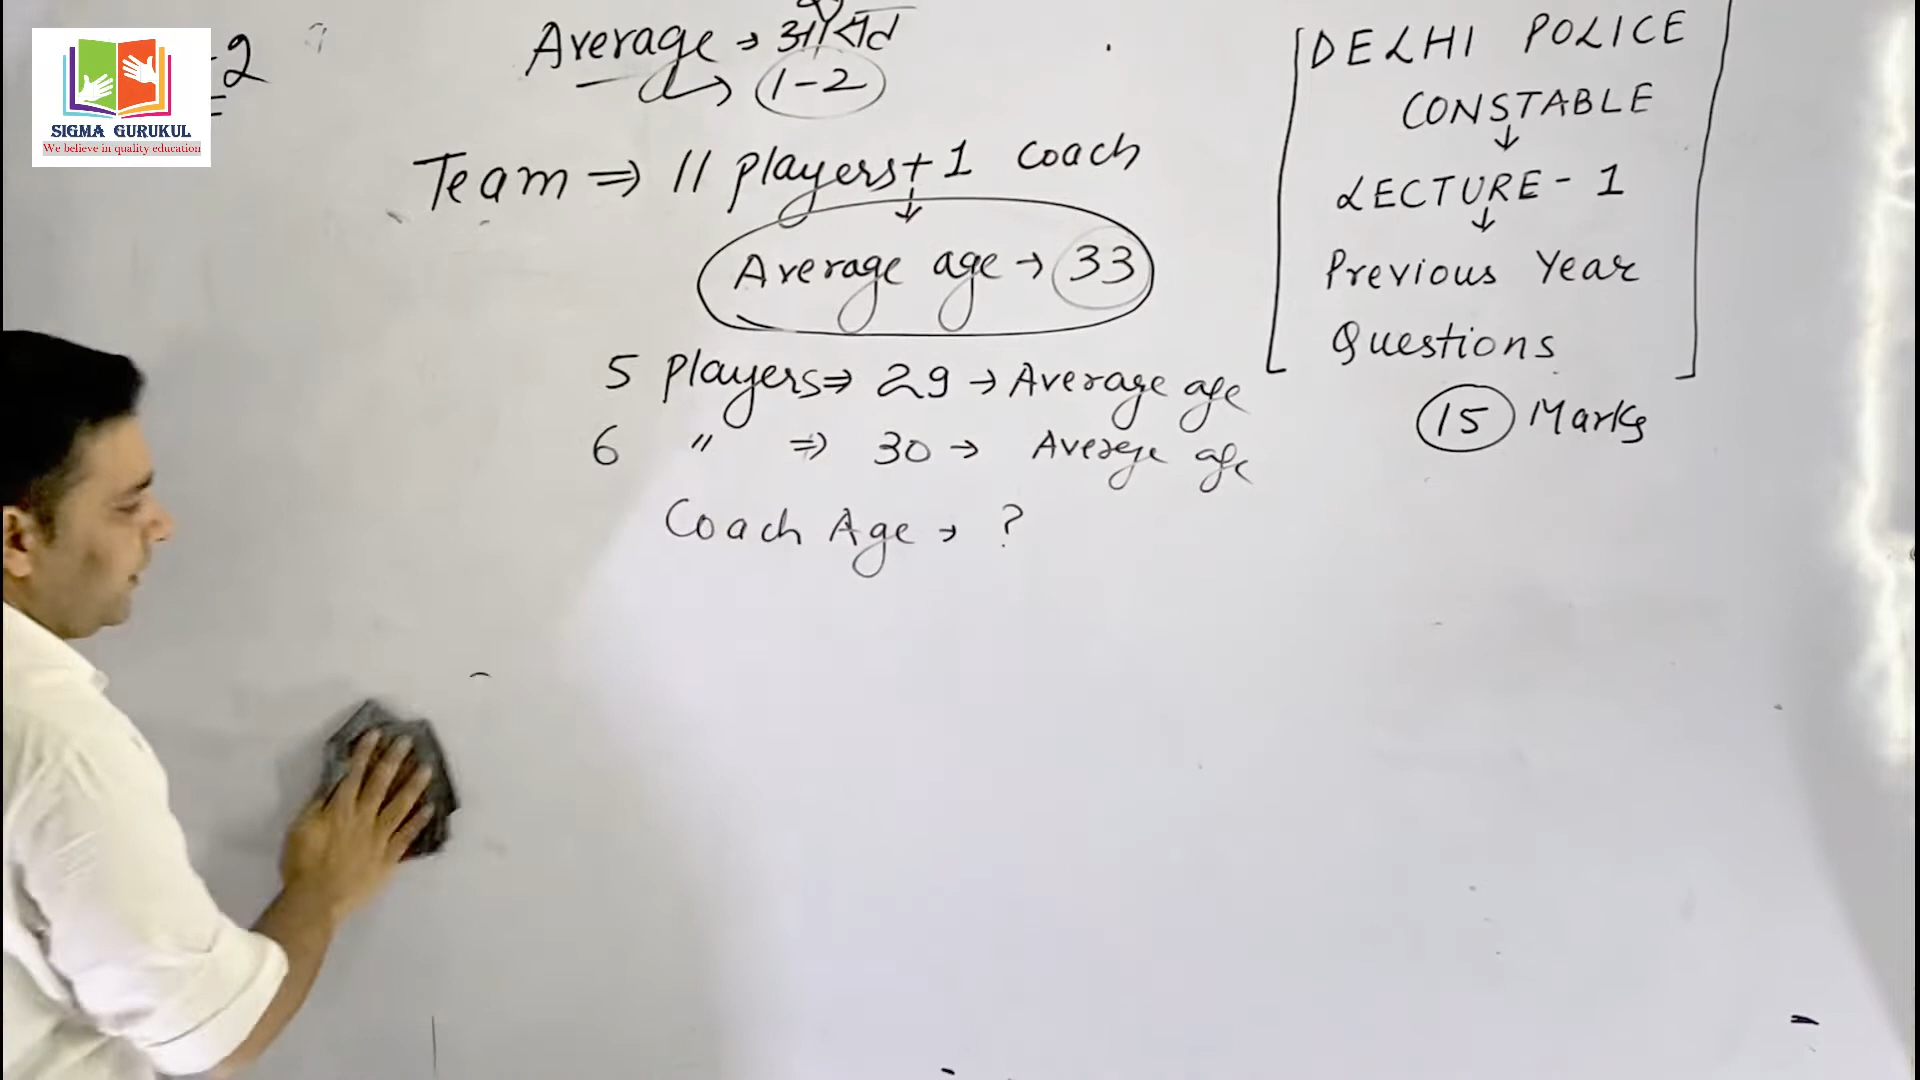 SIGMA GURUKUL
We believe in quality education
-2
Average → औसत
1-2
Team ⇒ 11 players + 1 coach
Average age → 33
5 Players ⇒ 29 → Average age
6 " ⇒ 30 → Average age
Coach Age → ?
DELHI POLICE
CONSTABLE
↓
LECTURE - 1
↓
Previous Year
Questions
15 Marks